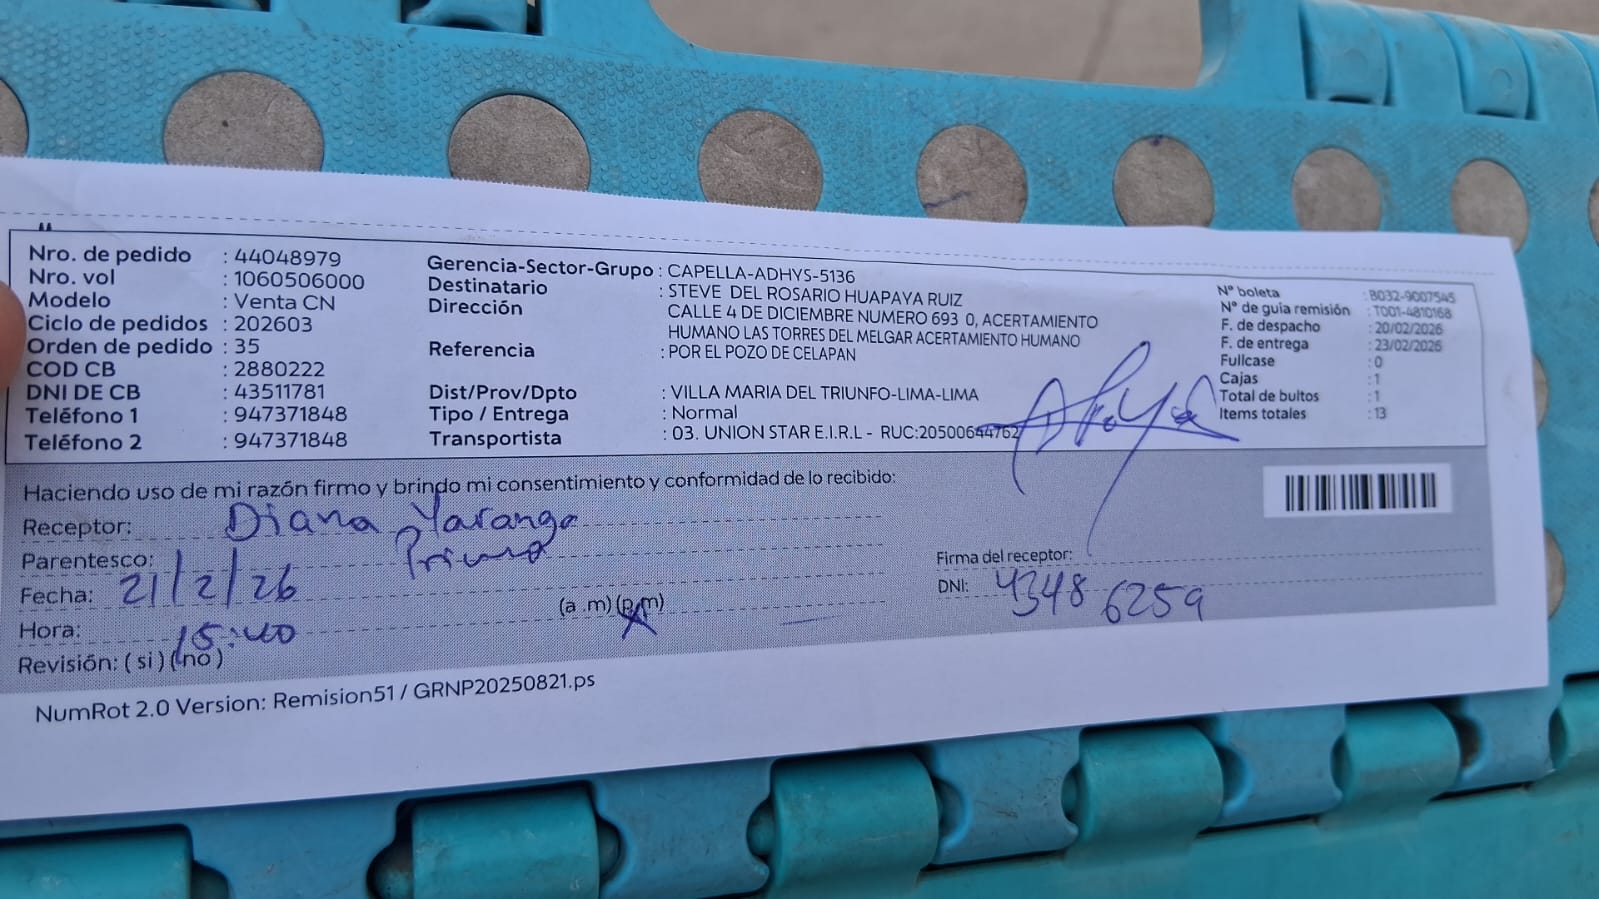 Nro. de pedido : 44048979
Nro. vol : 1060506000
Modelo : Venta CN
Ciclo de pedidos : 202603
Orden de pedido : 35
COD CB : 2880222
DNI DE CB : 43511781
Teléfono 1 : 947371848
Teléfono 2 : 947371848
Gerencia-Sector-Grupo : CAPELLA-ADHYS-5136
Destinatario : STEVE DEL ROSARIO HUAPAYA RUIZ
Dirección CALLE 4 DE DICIEMBRE NUMERO 693 0, ACERTAMIENTO
HUMANO LAS TORRES DEL MELGAR ACERTAMIENTO HUMANO
Referencia : POR EL POZO DE CELAPAN
Dist/Prov/Dpto : VILLA MARIA DEL TRIUNFO-LIMA-LIMA
Tipo / Entrega : Normal
Transportista : 03. UNION STAR E.I.R.L - RUC:20500644762
N° boleta : B032-9007545
N° de guia remisión : T001-4810168
F. de despacho : 20/02/2026
F. de entrega : 23/02/2026
Fullcase : 0
Cajas : 1
Total de bultos : 1
Items totales : 13
Haciendo uso de mi razón firmo y brindo mi consentimiento y conformidad de lo recibido:
Receptor: Diana Yaranga
Parentesco: Prima
Fecha: 21/2/26
Hora: 15:40 (a .m) (p.m)
Revisión: ( si ) ( no )
Firma del receptor:
DNI: 4348 6259
NumRot 2.0 Version: Remision51 / GRNP20250821.ps